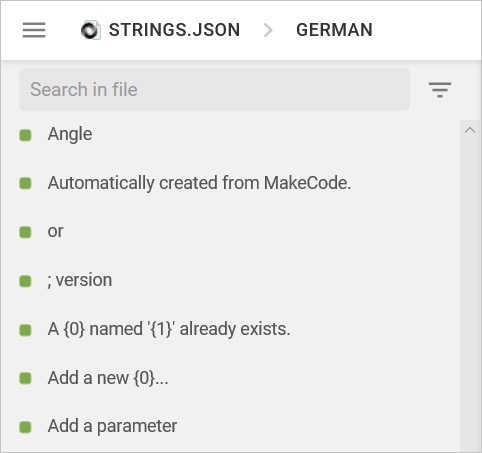 STRINGS.JSON > GERMAN
Search in file
Angle
Automatically created from MakeCode.
or
; version
A {0} named '{1}' already exists.
Add a new {0}...
Add a parameter